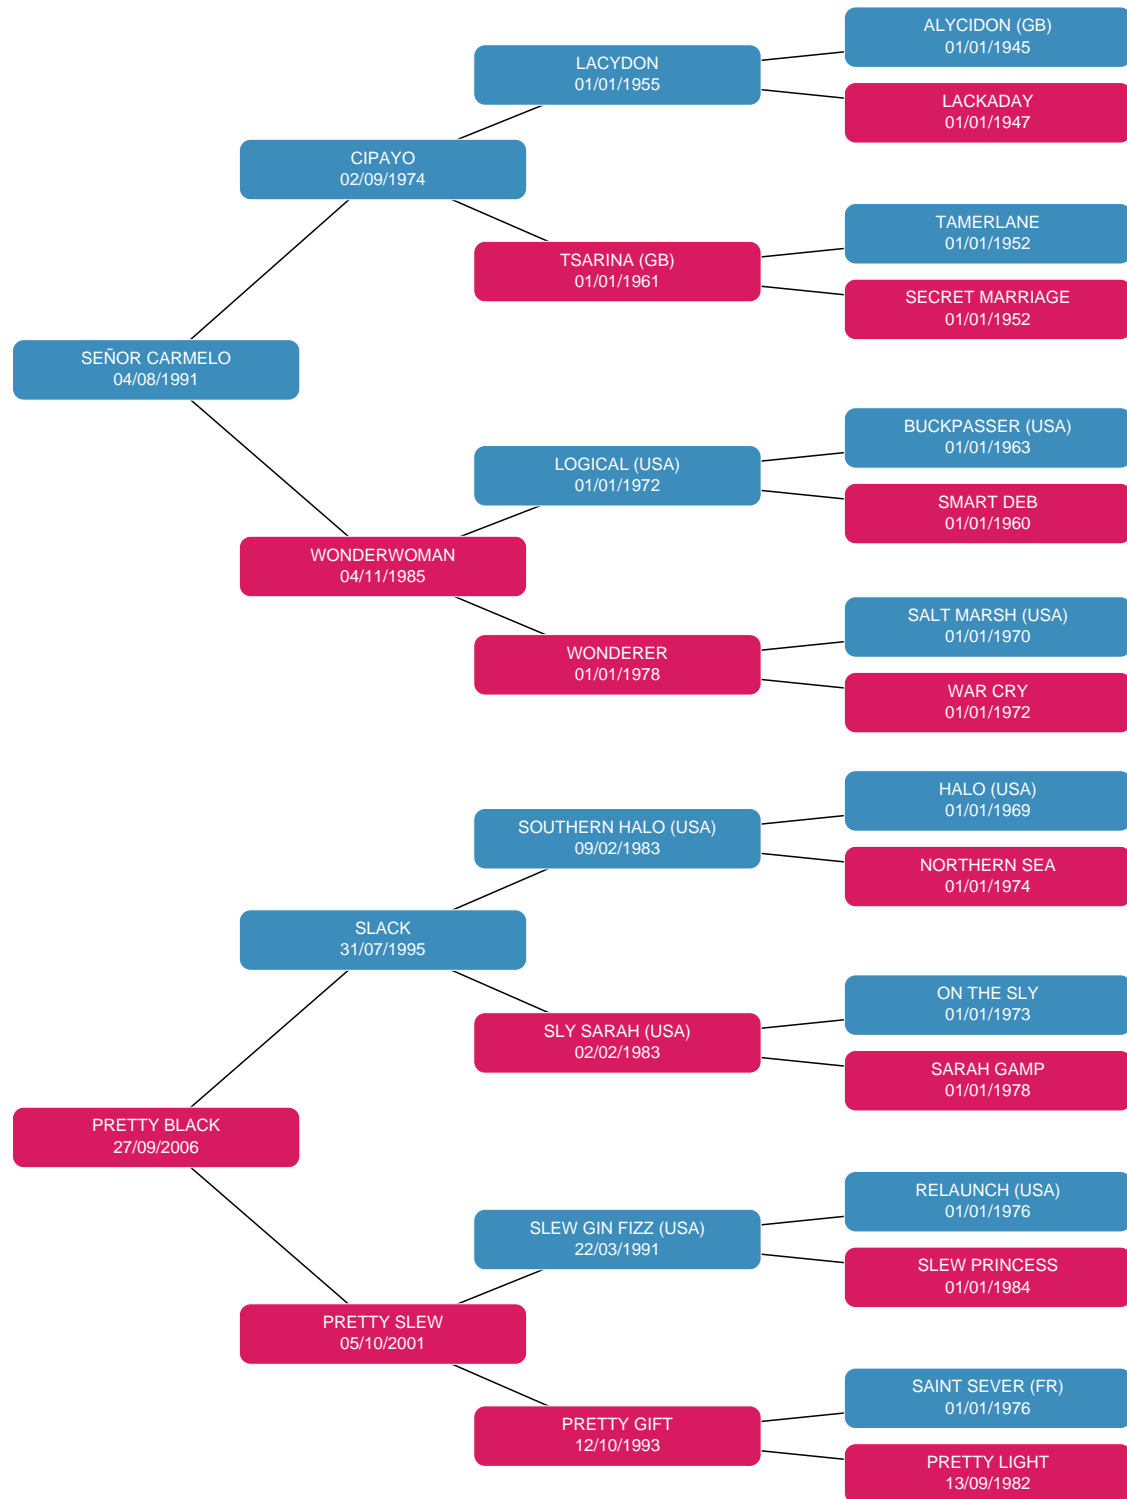 ALYCIDON (GB)
01/01/1945
LACYDON
01/01/1955
LACKADAY
01/01/1947
CIPAYO
02/09/1974
TAMERLANE
01/01/1952
TSARINA (GB)
01/01/1961
SECRET MARRIAGE
01/01/1952
SEÑOR CARMELO
04/08/1991
BUCKPASSER (USA)
01/01/1963
LOGICAL (USA)
01/01/1972
SMART DEB
01/01/1960
WONDERWOMAN
04/11/1985
SALT MARSH (USA)
01/01/1970
WONDERER
01/01/1978
WAR CRY
01/01/1972
HALO (USA)
01/01/1969
SOUTHERN HALO (USA)
09/02/1983
NORTHERN SEA
01/01/1974
SLACK
31/07/1995
ON THE SLY
01/01/1973
SLY SARAH (USA)
02/02/1983
SARAH GAMP
01/01/1978
PRETTY BLACK
27/09/2006
RELAUNCH (USA)
01/01/1976
SLEW GIN FIZZ (USA)
22/03/1991
SLEW PRINCESS
01/01/1984
PRETTY SLEW
05/10/2001
SAINT SEVER (FR)
01/01/1976
PRETTY GIFT
12/10/1993
PRETTY LIGHT
13/09/1982